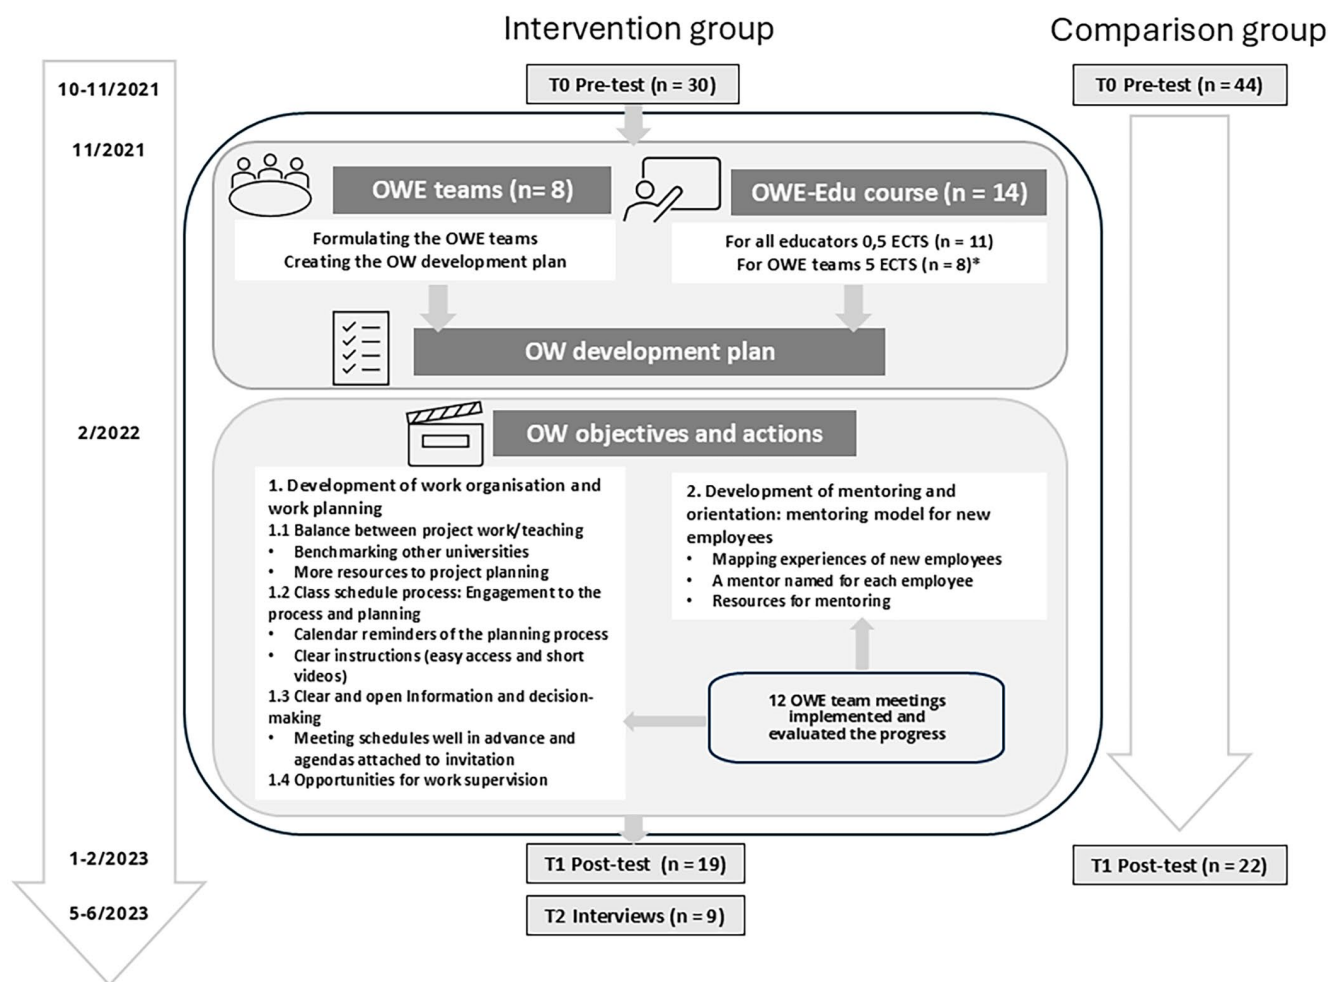 Intervention group
Comparison group
10-11/2021
T0 Pre-test (n = 30)
T0 Pre-test (n = 44)
11/2021
OWE teams (n= 8)
Formulating the OWE teams
Creating the OW development plan
OWE-Edu course (n = 14)
For all educators 0,5 ECTS (n = 11)
For OWE teams 5 ECTS (n = 8)*
OW development plan
2/2022
OW objectives and actions
1. Development of work organisation and
work planning
1.1 Balance between project work/teaching
• Benchmarking other universities
• More resources to project planning
1.2 Class schedule process: Engagement to the
process and planning
• Calendar reminders of the planning process
• Clear instructions (easy access and short
videos)
1.3 Clear and open Information and decision-
making
• Meeting schedules well in advance and
agendas attached to invitation
1.4 Opportunities for work supervision
2. Development of mentoring and
orientation: mentoring model for new
employees
• Mapping experiences of new employees
• A mentor named for each employee
• Resources for mentoring
12 OWE team meetings
implemented and
evaluated the progress
1-2/2023
T1 Post-test (n = 19)
T1 Post-test (n = 22)
5-6/2023
T2 Interviews (n = 9)